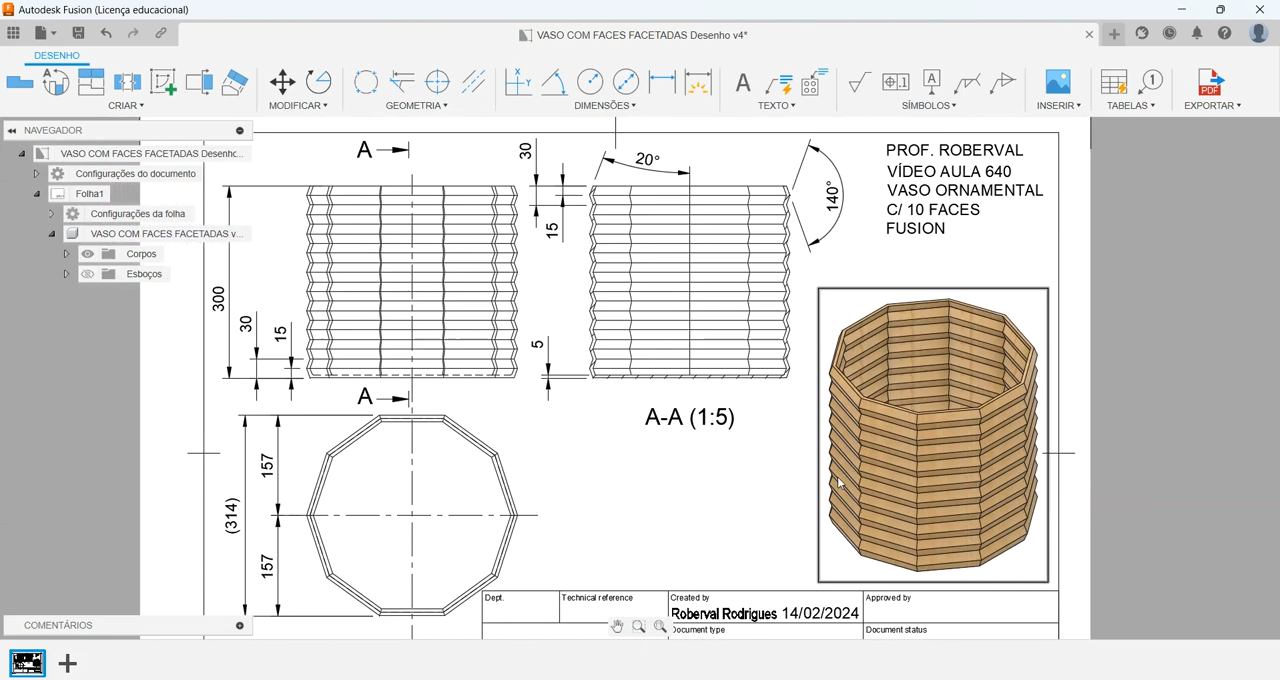 Autodesk Fusion (Licença educacional)
VASO COM FACES FACETADAS Desenho v4*
DESENHO
CRIAR
MODIFICAR
GEOMETRIA
DIMENSÕES
TEXTO
SÍMBOLOS
INSERIR
TABELAS
EXPORTAR
NAVEGADOR
VASO COM FACES FACETADAS Desenho...
Configurações do documento
Folha1
Configurações da folha
VASO COM FACES FACETADAS v...
Corpos
Esboços
A
30
20°
140°
15
300
30
15
5
A
A-A (1:5)
PROF. ROBERVAL
VÍDEO AULA 640
VASO ORNAMENTAL
C/ 10 FACES
FUSION
157
(314)
157
Dept.
Technical reference
Created by
Approved by
Roberval Rodrigues 14/02/2024
Document type
Document status
COMENTÁRIOS